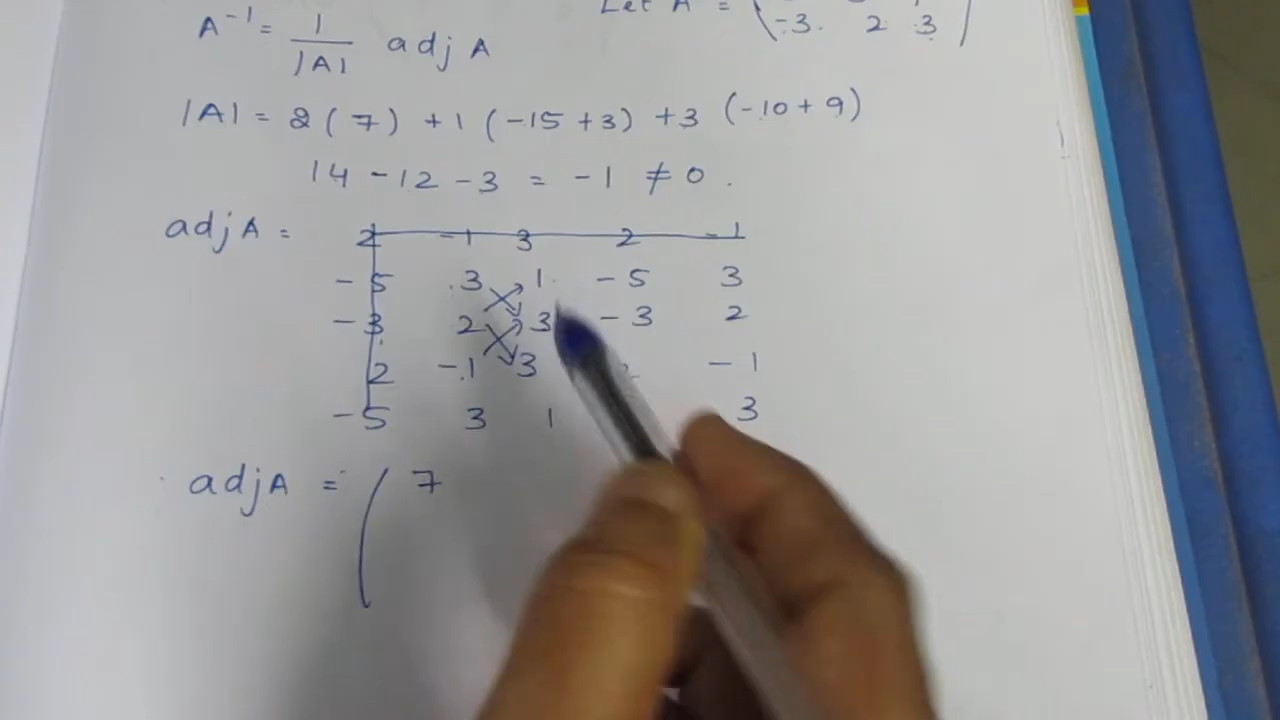 Let A =
A⁻¹ = 1/|A| adj A
-3. 2 3
|A| = 2 ( 7 ) + 1 ( -15 + 3 ) + 3 ( -10 + 9 )
14 - 12 - 3 = -1 ≠ 0 .
adj A = 2 -1 3 2 -1
-5 3 1 -5 3
-3 2 3 -3 2
2 -1 3 -1
-5 3 1 3
adj A = ( 7